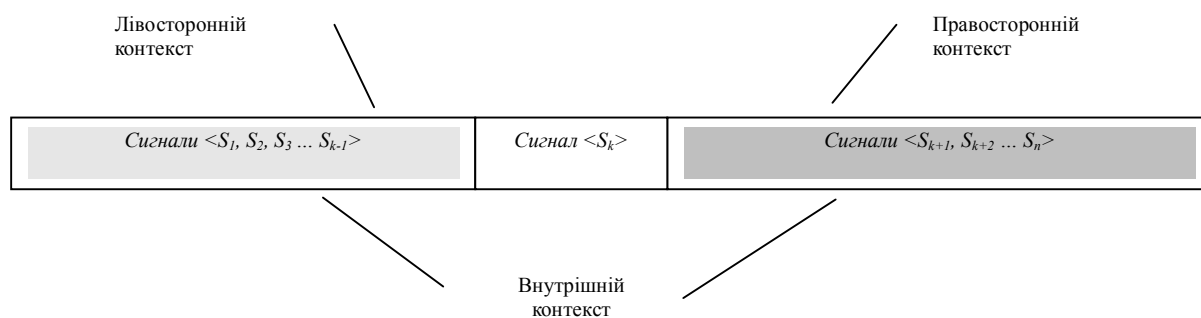 Лівосторонній
контекст
Правосторонній
контекст
Сигнали <S1, S2, S3 ... Sk-1>
Сигнал <Sk>
Сигнали <Sk+1, Sk+2 ... Sn>
Внутрішній
контекст